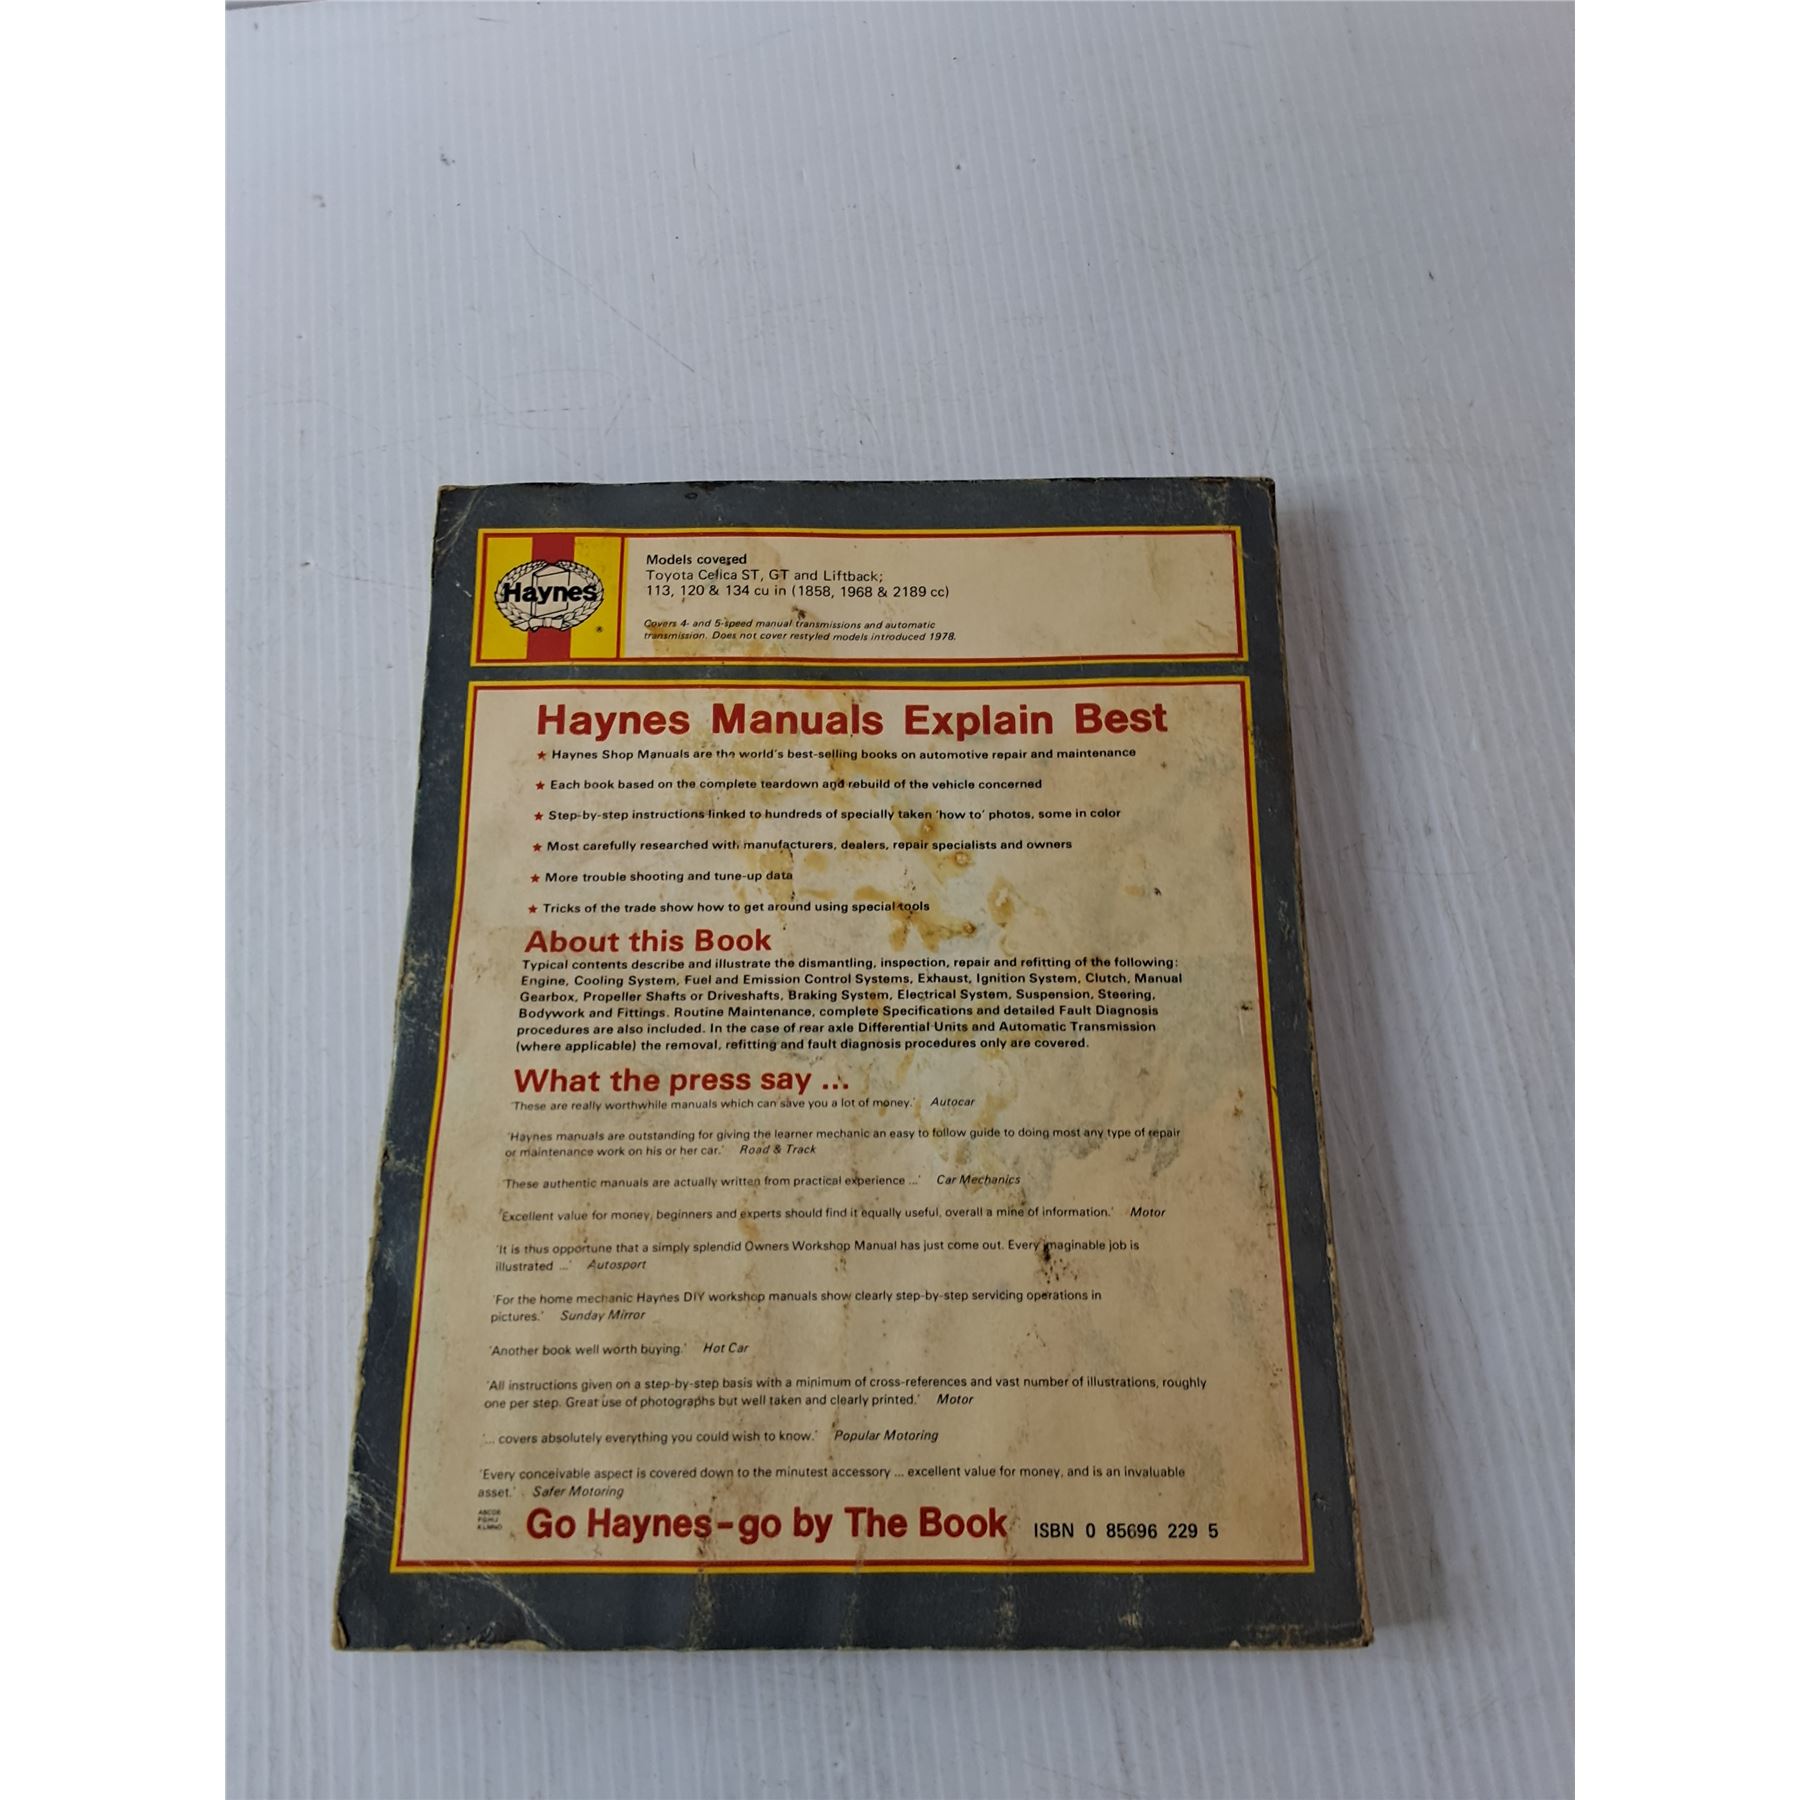 Haynes
®
Models covered
Toyota Celica ST, GT and Liftback;
113, 120 & 134 cu in (1858, 1968 & 2189 cc)
Covers 4- and 5-speed manual transmissions and automatic
transmission. Does not cover restyled models introduced 1978.
Haynes Manuals Explain Best
★ Haynes Shop Manuals are the world's best-selling books on automotive repair and maintenance
★ Each book based on the complete teardown and rebuild of the vehicle concerned
★ Step-by-step instructions linked to hundreds of specially taken 'how to' photos, some in color
★ Most carefully researched with manufacturers, dealers, repair specialists and owners
★ More trouble shooting and tune-up data
★ Tricks of the trade show how to get around using special tools
About this Book
Typical contents describe and illustrate the dismantling, inspection, repair and refitting of the following:
Engine, Cooling System, Fuel and Emission Control Systems, Exhaust, Ignition System, Clutch, Manual
Gearbox, Propeller Shafts or Driveshafts, Braking System, Electrical System, Suspension, Steering,
Bodywork and Fittings. Routine Maintenance, complete Specifications and detailed Fault Diagnosis
procedures are also included. In the case of rear axle Differential Units and Automatic Transmission
(where applicable) the removal, refitting and fault diagnosis procedures only are covered.
What the press say ...
'These are really worthwhile manuals which can save you a lot of money.' Autocar
'Haynes manuals are outstanding for giving the learner mechanic an easy to follow guide to doing most any type of repair
or maintenance work on his or her car.' Road & Track
'These authentic manuals are actually written from practical experience ...' Car Mechanics
'Excellent value for money, beginners and experts should find it equally useful, overall a mine of information.' Motor
'It is thus opportune that a simply splendid Owners Workshop Manual has just come out. Every imaginable job is
illustrated ...' Autosport
'For the home mechanic Haynes DIY workshop manuals show clearly step-by-step servicing operations in
pictures.' Sunday Mirror
'Another book well worth buying.' Hot Car
'All instructions given on a step-by-step basis with a minimum of cross-references and vast number of illustrations, roughly
one per step. Great use of photographs but well taken and clearly printed.' Motor
'... covers absolutely everything you could wish to know.' Popular Motoring
'Every conceivable aspect is covered down to the minutest accessory ... excellent value for money, and is an invaluable
asset.' Safer Motoring
ABCDE
FGHIJ
KLMNO
Go Haynes-go by The Book ISBN 0 85696 229 5